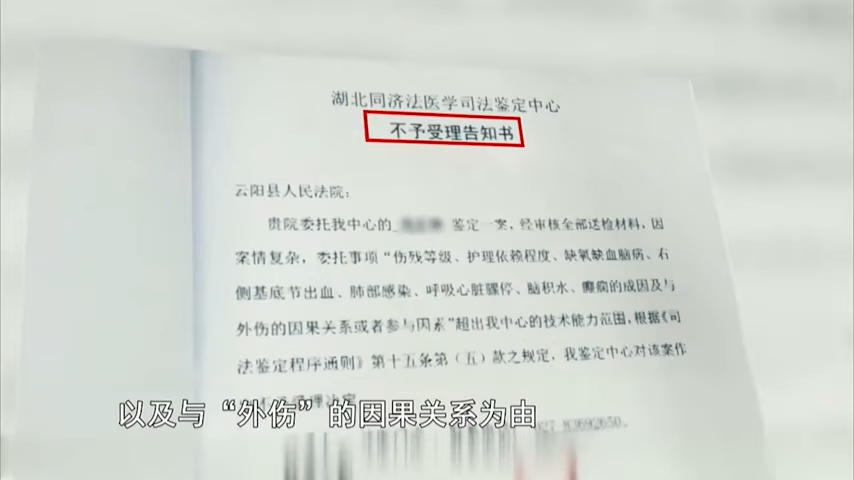 湖北同济法医学司法鉴定中心
不予受理告知书
云阳县人民法院：
贵院委托我中心的 鉴定一案，经审核全部送检材料，因
案情复杂，委托事项“伤残等级、护理依赖程度、缺氧缺血脑病、右
侧基底节出血、肺部感染、呼吸心脏骤停、脑积水、癫痫的成因及与
外伤的因果关系或者参与因素”超出我中心的技术能力范围，根据《司
法鉴定程序通则》第十五条第（五）款之规定，我鉴定中心对该案作
受理决定
以及与“外伤”的因果关系为由
83692650。